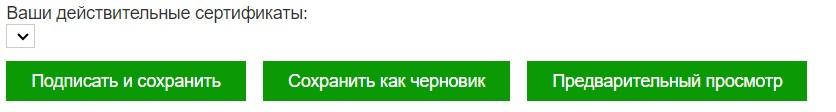 Ваши действительные сертификаты:
Подписать и сохранить Сохранить как черновик Предварительный просмотр